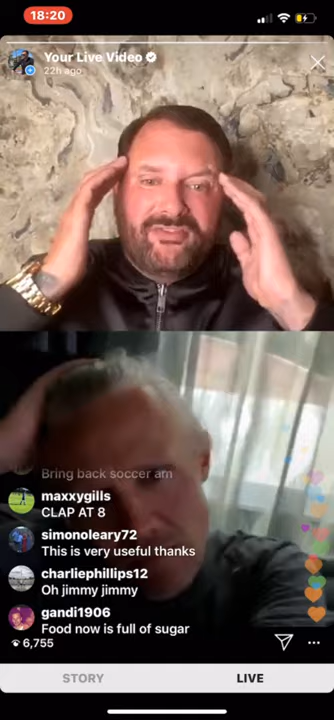 18:20
Your Live Video
22h ago
Bring back soccer am
maxxygills
CLAP AT 8
simonoleary72
This is very useful thanks
charliephillips12
Oh jimmy jimmy
gandi1906
Food now is full of sugar
6,755
STORY
LIVE